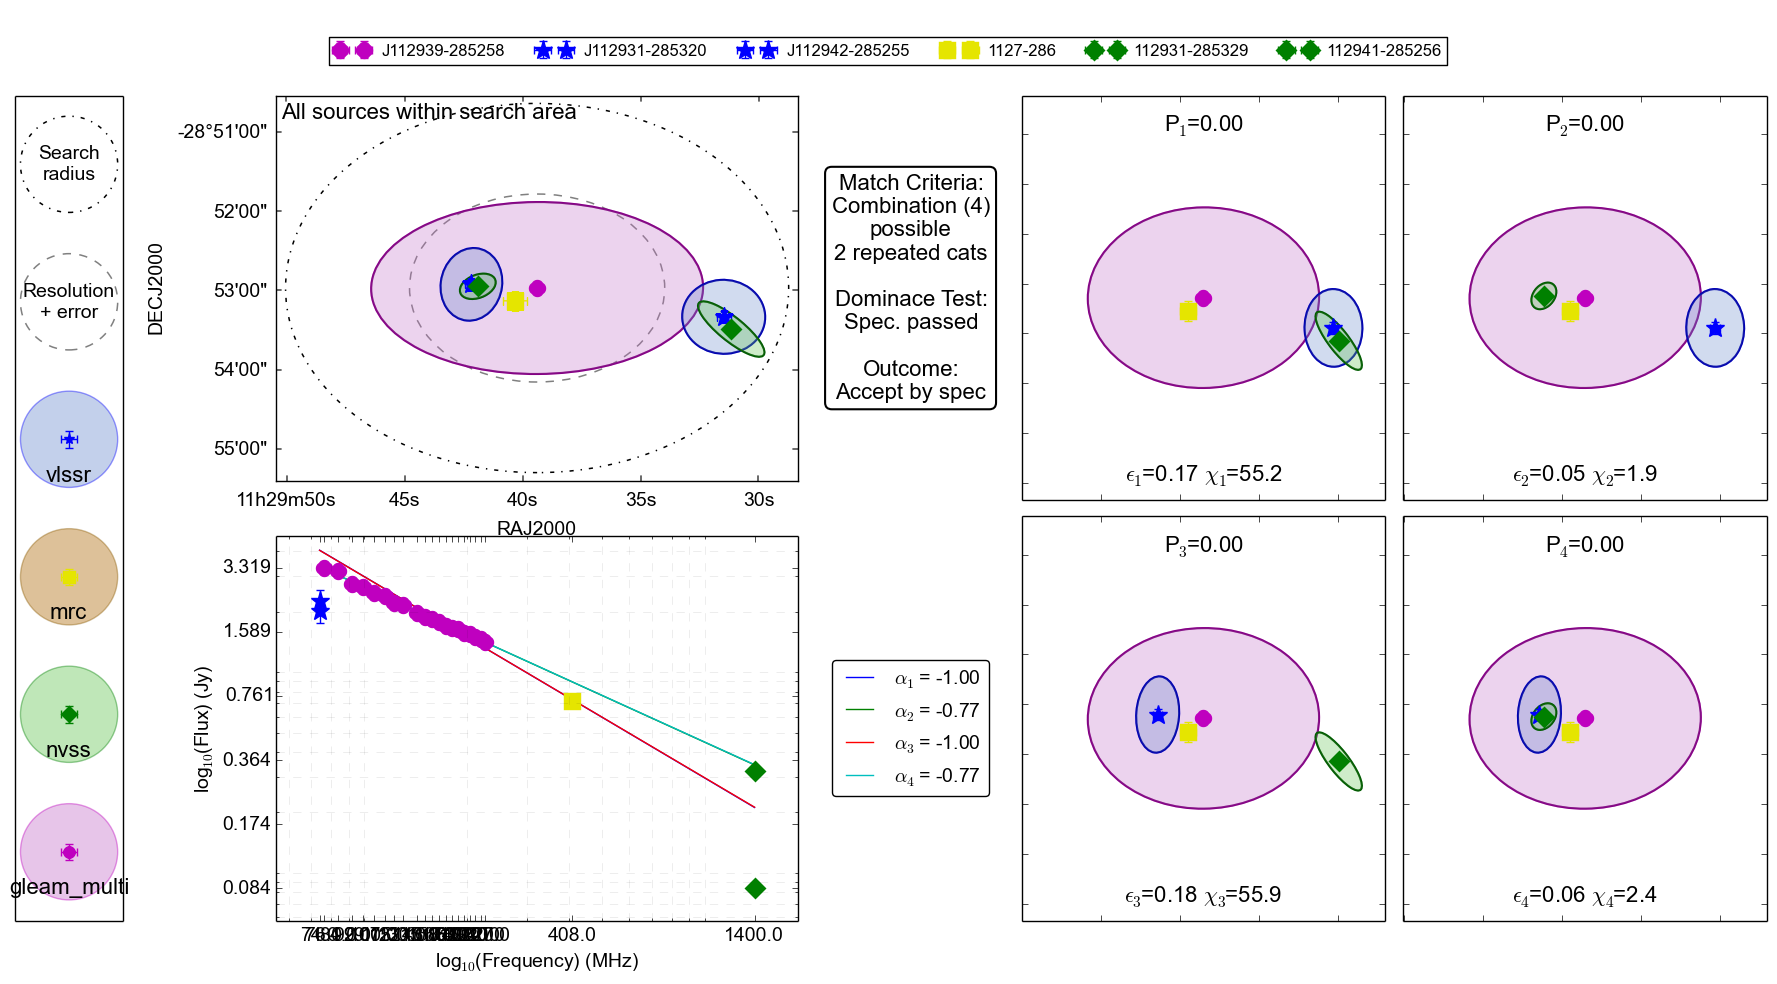 J112939-285258 J112931-285320 J112942-285255 1127-286 112931-285329 112941-285256
Search
radius
Resolution
+ error
vlssr
mrc
nvss
gleam_multi
All sources within search area
DECJ2000
-28°51'00"
52'00"
53'00"
54'00"
55'00"
11h29m50s 45s 40s 35s 30s
RAJ2000
Match Criteria:
Combination (4)
possible
2 repeated cats
Dominace Test:
Spec. passed
Outcome:
Accept by spec
P1=0.00
ϵ1=0.17 χ1=55.2
P2=0.00
ϵ2=0.05 χ2=1.9
log10(Flux) (Jy)
3.319
1.589
0.761
0.364
0.174
0.084
408.0 1400.0
log10(Frequency) (MHz)
α1 = -1.00
α2 = -0.77
α3 = -1.00
α4 = -0.77
P3=0.00
ϵ3=0.18 χ3=55.9
P4=0.00
ϵ4=0.06 χ4=2.4